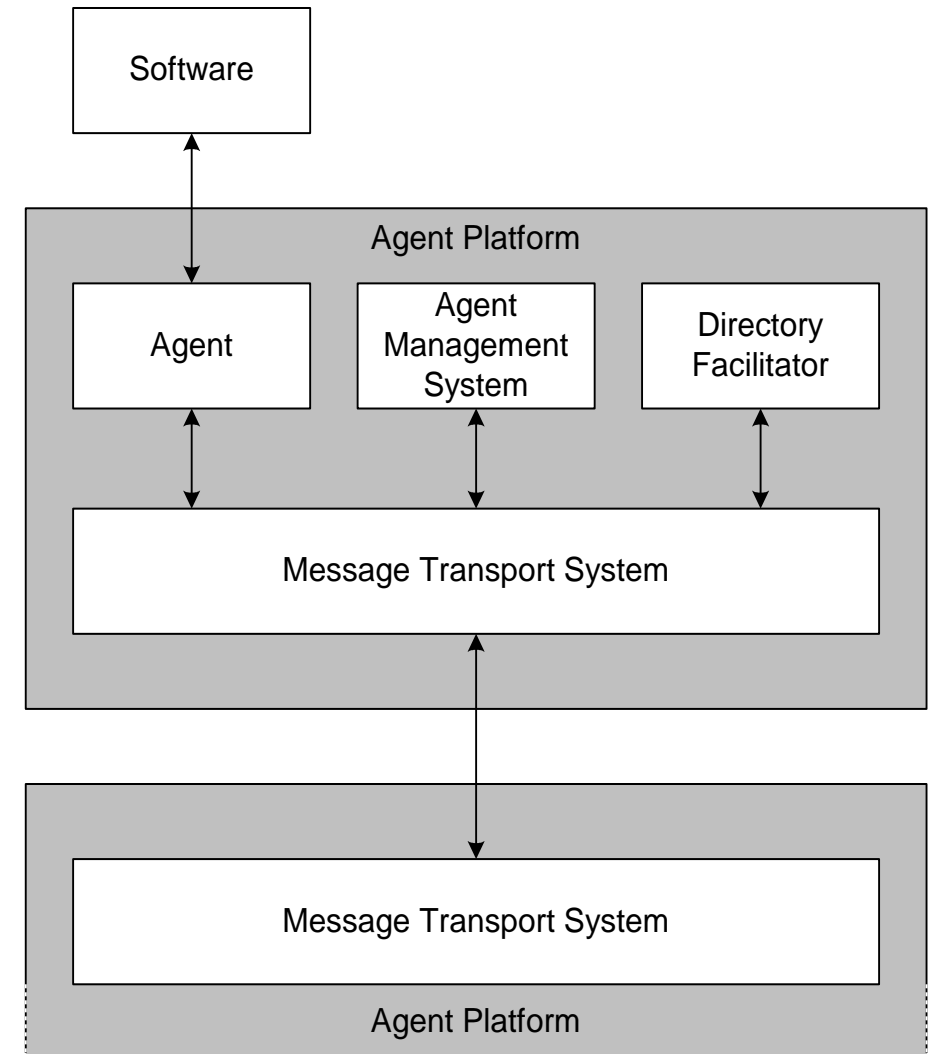 Software
Agent Platform
Agent
Agent
Management
System
Directory
Facilitator
Message Transport System
Message Transport System
Agent Platform